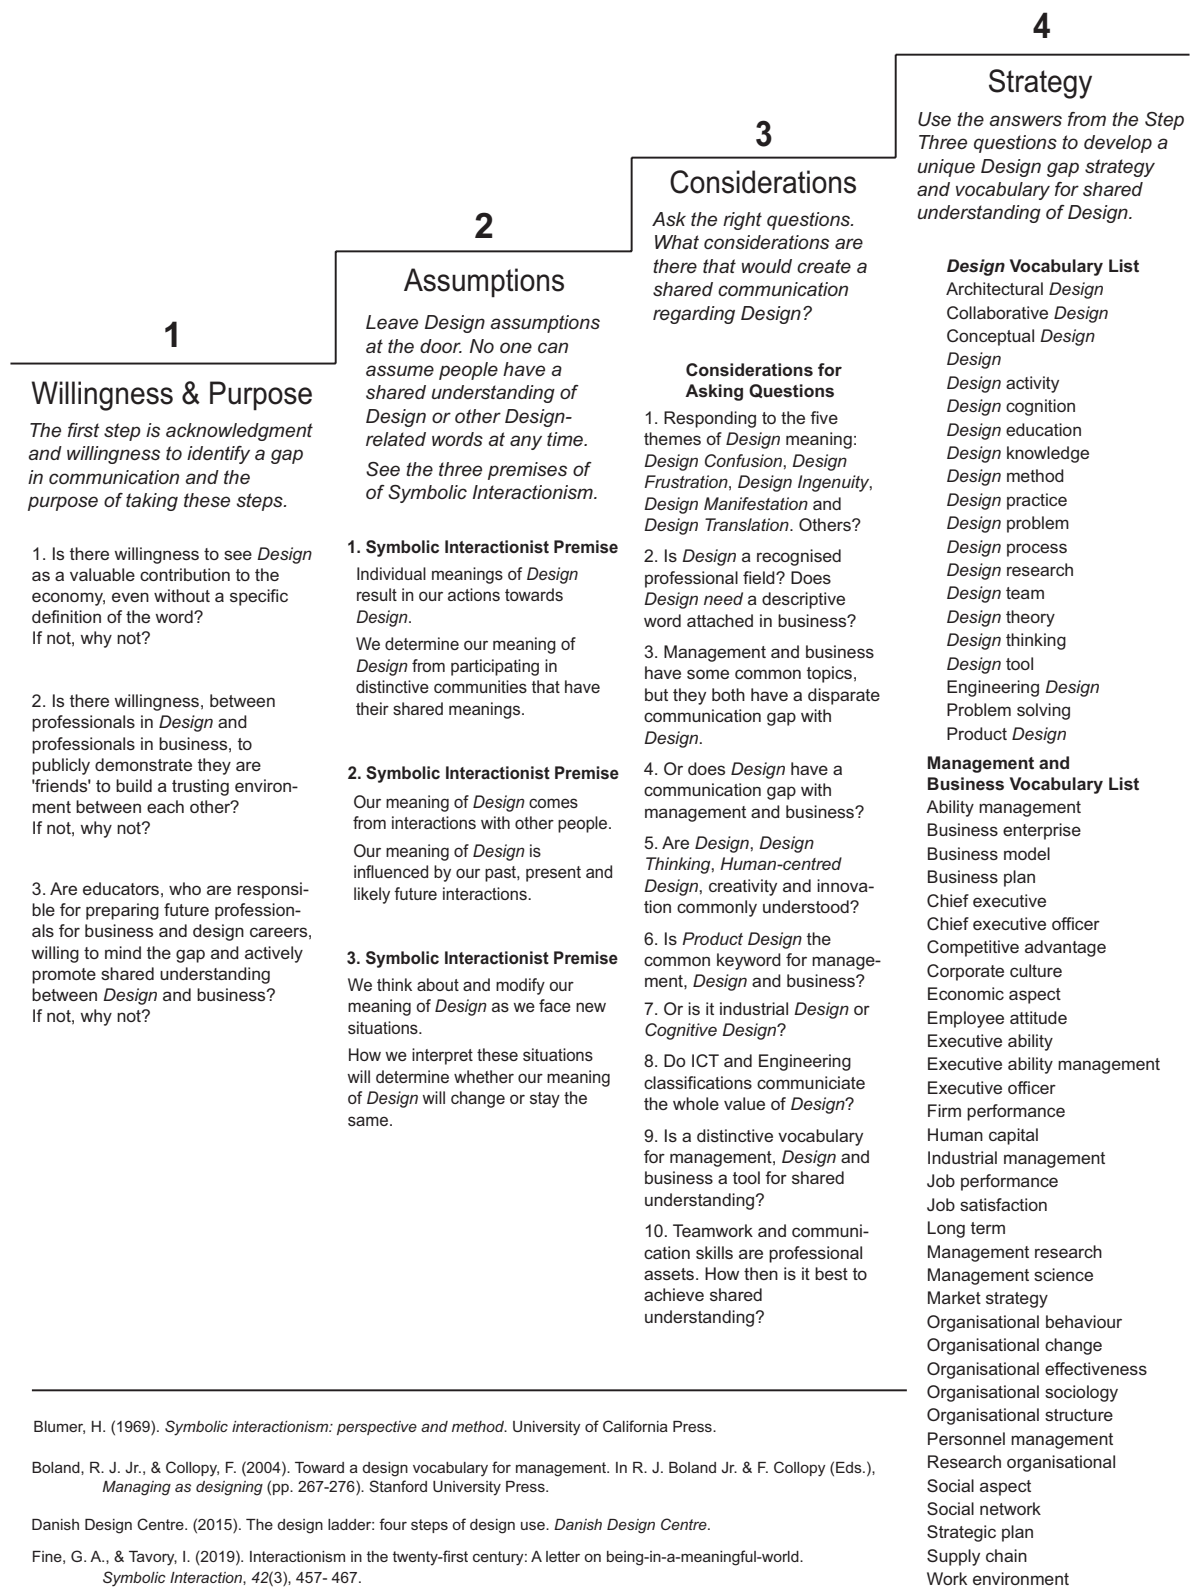 1
Willingness & Purpose
The first step is acknowledgment
and willingness to identify a gap
in communication and the
purpose of taking these steps.
1. Is there willingness to see Design
as a valuable contribution to the
economy, even without a specific
definition of the word?
If not, why not?
2. Is there willingness, between
professionals in Design and
professionals in business, to
publicly demonstrate they are
'friends' to build a trusting environ-
ment between each other?
If not, why not?
3. Are educators, who are responsi-
ble for preparing future profession-
als for business and design careers,
willing to mind the gap and actively
promote shared understanding
between Design and business?
If not, why not?
2
Assumptions
Leave Design assumptions
at the door. No one can
assume people have a
shared understanding of
Design or other Design-
related words at any time.
See the three premises of
of Symbolic Interactionism.
1. Symbolic Interactionist Premise
Individual meanings of Design
result in our actions towards
Design.
We determine our meaning of
Design from participating in
distinctive communities that have
their shared meanings.
2. Symbolic Interactionist Premise
Our meaning of Design comes
from interactions with other people.
Our meaning of Design is
influenced by our past, present and
likely future interactions.
3. Symbolic Interactionist Premise
We think about and modify our
meaning of Design as we face new
situations.
How we interpret these situations
will determine whether our meaning
of Design will change or stay the
same.
3
Considerations
Ask the right questions.
What considerations are
there that would create a
shared communication
regarding Design?
Considerations for
Asking Questions
1. Responding to the five
themes of Design meaning:
Design Confusion, Design
Frustration, Design Ingenuity,
Design Manifestation and
Design Translation. Others?
2. Is Design a recognised
professional field? Does
Design need a descriptive
word attached in business?
3. Management and business
have some common topics,
but they both have a disparate
communication gap with
Design.
4. Or does Design have a
communication gap with
management and business?
5. Are Design, Design
Thinking, Human-centred
Design, creativity and innova-
tion commonly understood?
6. Is Product Design the
common keyword for manage-
ment, Design and business?
7. Or is it industrial Design or
Cognitive Design?
8. Do ICT and Engineering
classifications communiciate
the whole value of Design?
9. Is a distinctive vocabulary
for management, Design and
business a tool for shared
understanding?
10. Teamwork and communi-
cation skills are professional
assets. How then is it best to
achieve shared
understanding?
4
Strategy
Use the answers from the Step
Three questions to develop a
unique Design gap strategy
and vocabulary for shared
understanding of Design.
Design Vocabulary List
Architectural Design
Collaborative Design
Conceptual Design
Design
Design activity
Design cognition
Design education
Design knowledge
Design method
Design practice
Design problem
Design process
Design research
Design team
Design theory
Design thinking
Design tool
Engineering Design
Problem solving
Product Design
Management and
Business Vocabulary List
Ability management
Business enterprise
Business model
Business plan
Chief executive
Chief executive officer
Competitive advantage
Corporate culture
Economic aspect
Employee attitude
Executive ability
Executive ability management
Executive officer
Firm performance
Human capital
Industrial management
Job performance
Job satisfaction
Long term
Management research
Management science
Market strategy
Organisational behaviour
Organisational change
Organisational effectiveness
Organisational sociology
Organisational structure
Personnel management
Research organisational
Social aspect
Social network
Strategic plan
Supply chain
Work environment
Blumer, H. (1969). Symbolic interactionism: perspective and method. University of California Press.
Boland, R. J. Jr., & Collopy, F. (2004). Toward a design vocabulary for management. In R. J. Boland Jr. & F. Collopy (Eds.),
Managing as designing (pp. 267-276). Stanford University Press.
Danish Design Centre. (2015). The design ladder: four steps of design use. Danish Design Centre.
Fine, G. A., & Tavory, I. (2019). Interactionism in the twenty-first century: A letter on being-in-a-meaningful-world.
Symbolic Interaction, 42(3), 457- 467.